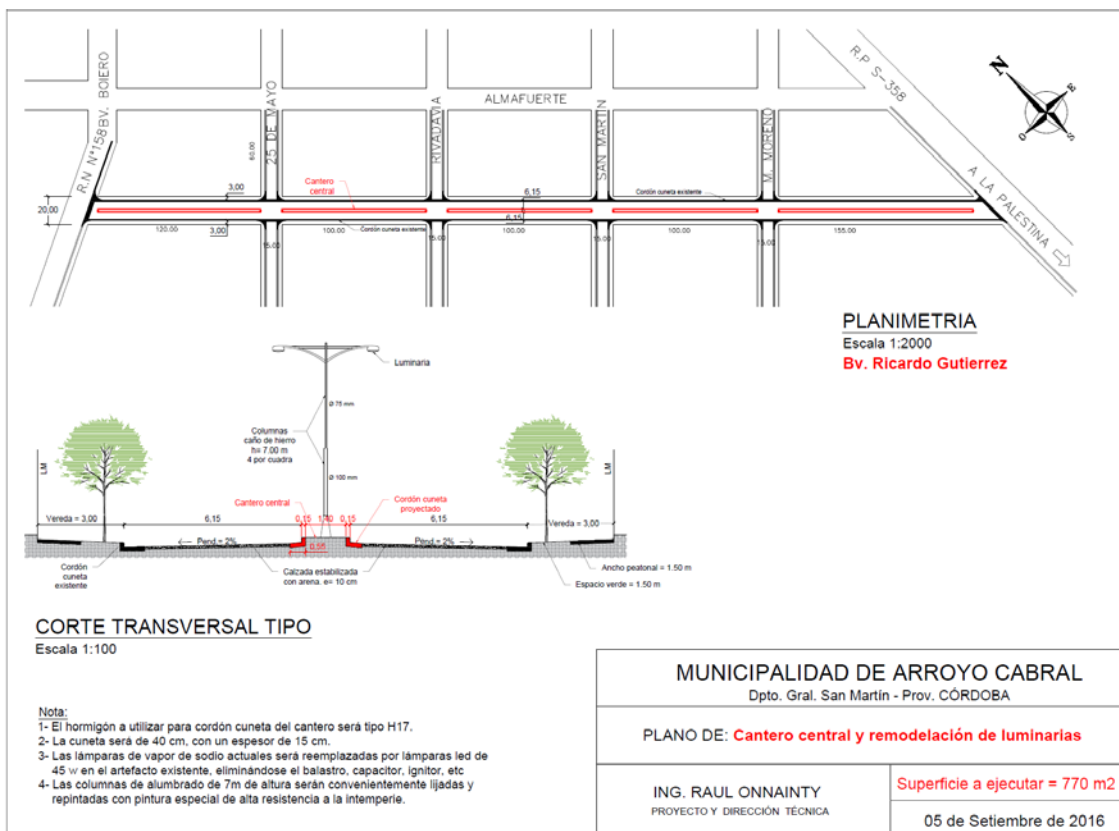 R.N N°158
BV. BOIERO
25 DE MAYO
RIVADAVIA
ALMAFUERTE
SAN MARTIN
M. MORENO
R.P S-358
A LA PALESTINA
N
S
O
60.00
3,00
Cantero
central
6,15
Cordón cuneta existente
20,00
120.00
3,00
15.00
100.00
Cordón cuneta existente
15.00
6,15
100.00
15.00
100.00
15.00
155.00
PLANIMETRIA
Escala 1:2000
Bv. Ricardo Gutierrez
Luminaria
Ø 75 mm
Columnas
caño de hierro
h= 7.00 m
4 por cuadra
Ø 100 mm
LM
LM
Cantero central
Cordón cuneta
proyectado
Vereda = 3,00
6,15
0,15
0,15
6,15
Vereda = 3,00
Pend.= 2%
0,55
Pend.= 2%
Cordón
cuneta
existente
Calzada estabilizada
con arena. e= 10 cm
Ancho peatonal = 1.50 m
Espacio verde = 1.50 m
CORTE TRANSVERSAL TIPO
Escala 1:100
Nota:
1- El hormigón a utilizar para cordón cuneta del cantero será tipo H17.
2- La cuneta será de 40 cm, con un espesor de 15 cm.
3- Las lámparas de vapor de sodio actuales será reemplazadas por lámparas led de
45 w en el artefacto existente, eliminándose el balastro, capacitor, ignitor, etc
4- Las columnas de alumbrado de 7m de altura serán convenientemente lijadas y
repintadas con pintura especial de alta resistencia a la intemperie.
MUNICIPALIDAD DE ARROYO CABRAL
Dpto. Gral. San Martín - Prov. CÓRDOBA
PLANO DE: Cantero central y remodelación de luminarias
ING. RAUL ONNAINTY
PROYECTO Y DIRECCIÓN TÉCNICA
Superficie a ejecutar = 770 m2
05 de Setiembre de 2016